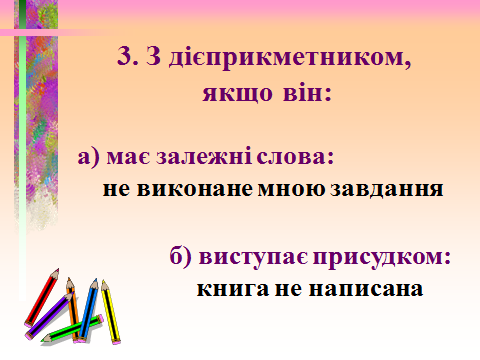 3. З дієприкметником,
якщо він:
а) має залежні слова:
не виконане мною завдання
б) виступає присудком:
книга не написана